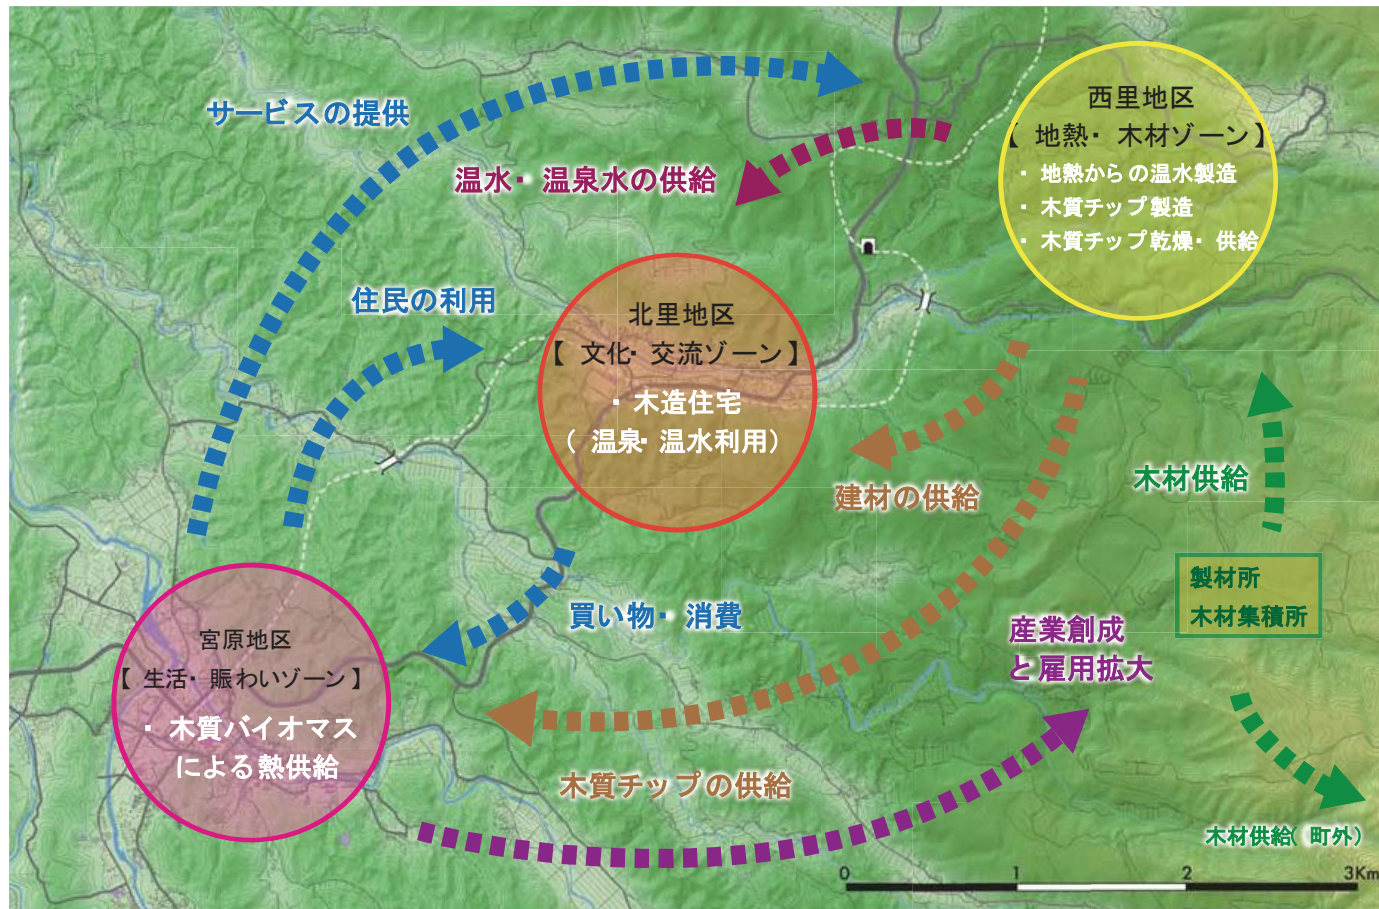 サービスの提供
温水・温泉水の供給
西里地区
【地熱・木材ゾーン】
・地熱からの温水製造
・木質チップ製造
・木質チップ乾燥・供給
住民の利用
北里地区
【文化・交流ゾーン】
・木造住宅
(温泉・温水利用)
建材の供給
木材供給
製材所
木材集積所
買い物・消費
産業創成
と雇用拡大
宮原地区
【生活・賑わいゾーン】
・木質バイオマス
による熱供給
木質チップの供給
木材供給(町外)
0 1 2 3Km